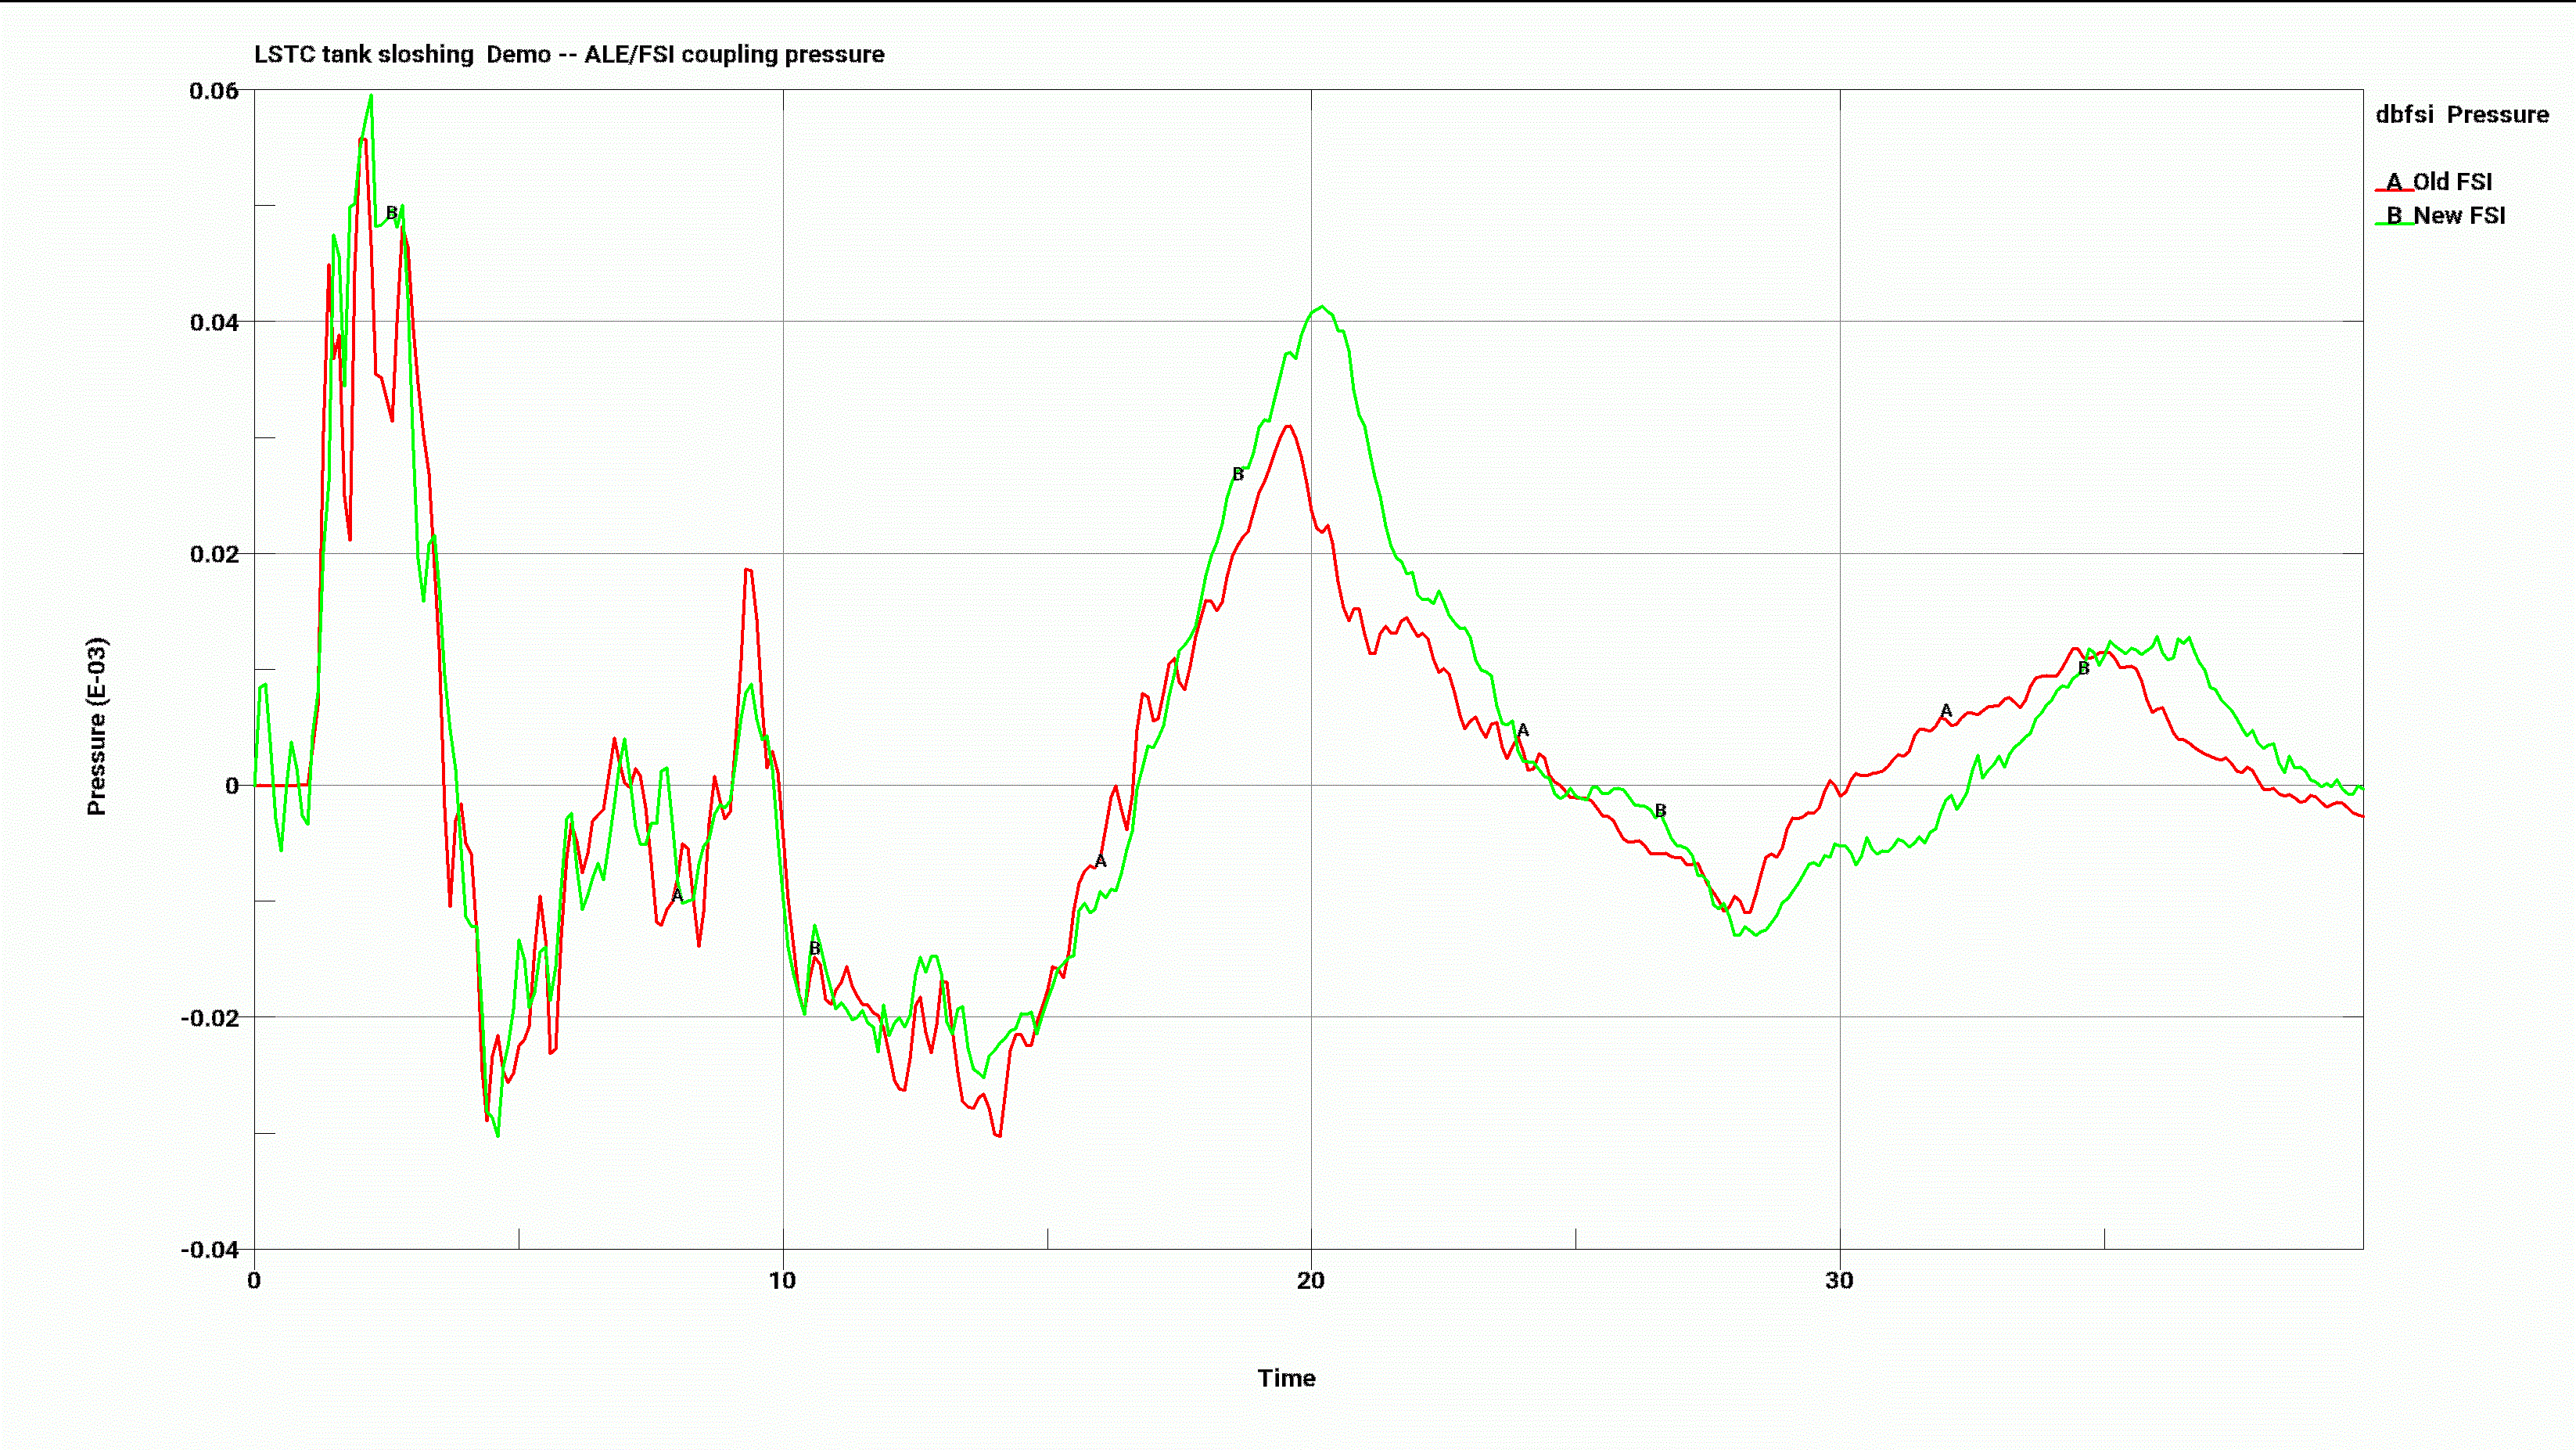 LSTC tank sloshing  Demo -- ALE/FSI coupling pressure
dbfsi  Pressure
A Old FSI
B New FSI
0.06
0.04
0.02
0
-0.02
-0.04
Pressure (E-03)
0 10 20 30
Time
B
A
B
A
B
A
B
A
B